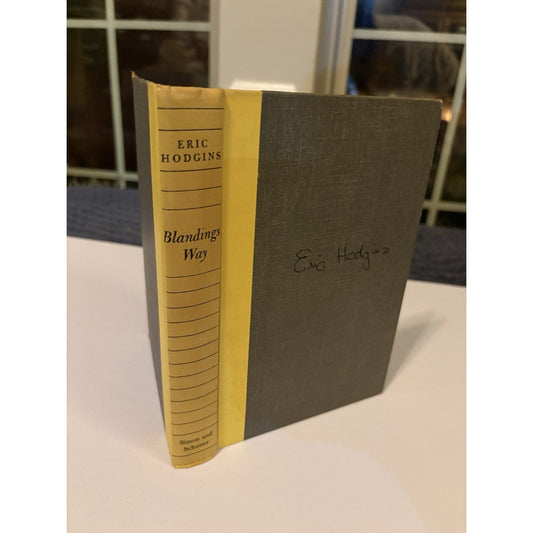 ERIC
HODGINS
Blandings
Way
Simon and
Schuster
Eric Hodgins